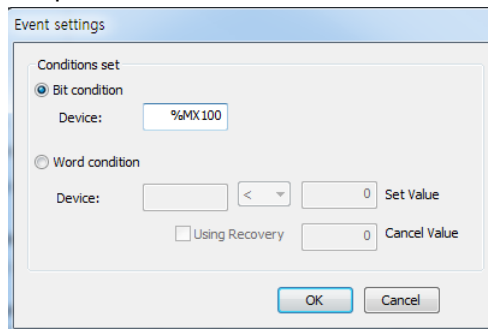 Event settings
Conditions set
Bit condition
Device: %MX100
Word condition
Device: < 0 Set Value
Using Recovery 0 Cancel Value
OK Cancel